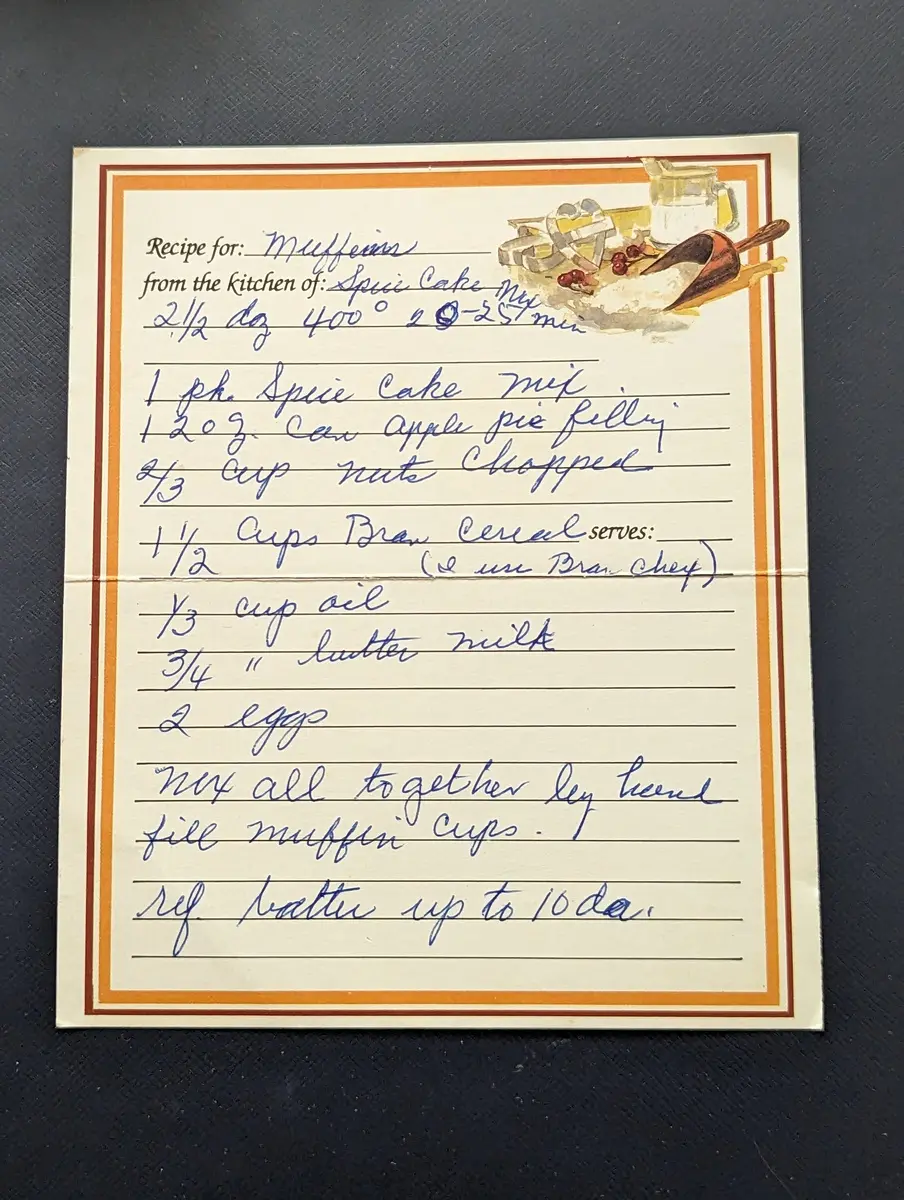 Recipe for: Muffins
from the kitchen of: Spice Cake Mix
2 1/2 doz 400° 20-25 min
1 pk. Spice Cake mix.
1 20 oz. Can apple pie filling
2/3 cup nuts chopped
1 1/2 Cups Bran Cereal serves:
(I use Bran Chex)
1/3 cup oil
3/4 " butter milk
2 eggs
Mix all together by hand
fill muffin cups.
ref. batter up to 10 da.